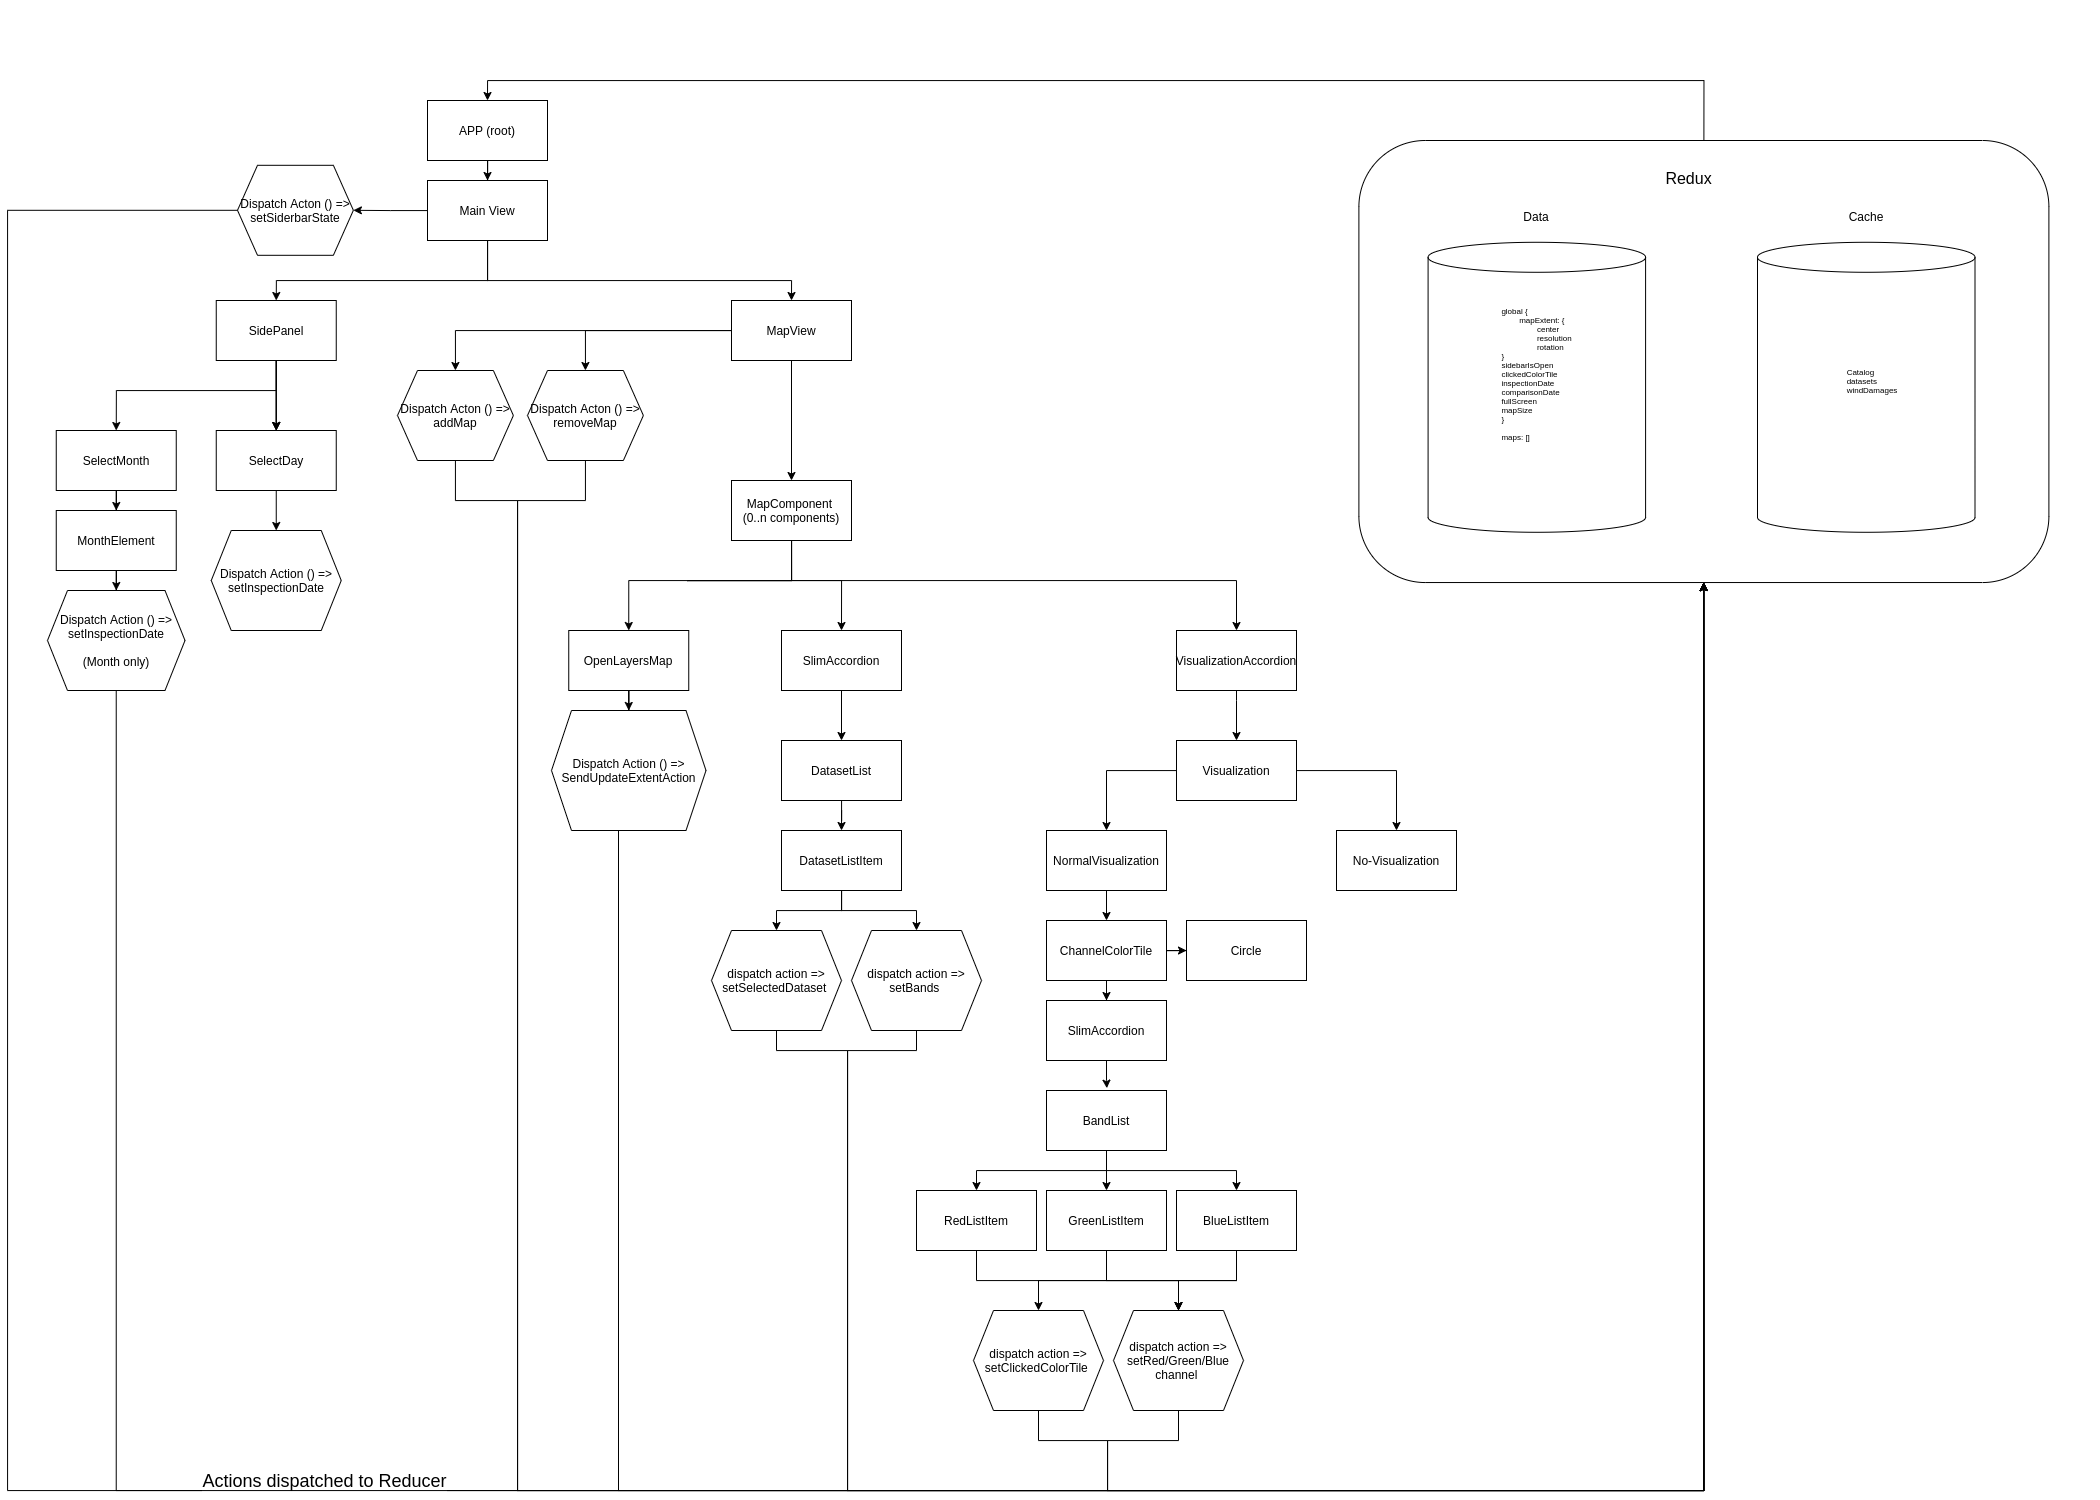 APP (root)
Redux
Dispatch Acton () =>
setSiderbarState
Main View
Data
Cache
SidePanel
MapView
global {
mapExtent: {
center
resolution
rotation
}
sidebarIsOpen
clickedColorTile
inspectionDate
comparisonDate
fullScreen
mapSize
}
maps: []
Catalog
datasets
windDamages
Dispatch Acton () =>
addMap
Dispatch Acton () =>
removeMap
SelectMonth
SelectDay
MapComponent
(0..n components)
MonthElement
Dispatch Action () =>
setInspectionDate
Dispatch Action () =>
setInspectionDate
(Month only)
OpenLayersMap
SlimAccordion
VisualizationAccordion
Dispatch Action () =>
SendUpdateExtentAction
DatasetList
Visualization
DatasetListItem
NormalVisualization
No-Visualization
dispatch action =>
setSelectedDataset
dispatch action =>
setBands
ChannelColorTile
Circle
SlimAccordion
BandList
RedListItem
GreenListItem
BlueListItem
dispatch action =>
setClickedColorTile
dispatch action =>
setRed/Green/Blue
channel
Actions dispatched to Reducer